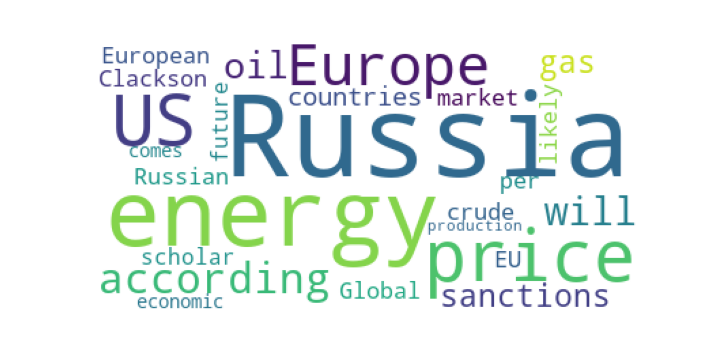 European
Clackson
oil
Europe
gas
US
Russia
countries
market
future
likely
comes
Russian
per
energy
crude
will
production
price
scholar
according
EU
Global
sanctions
economic